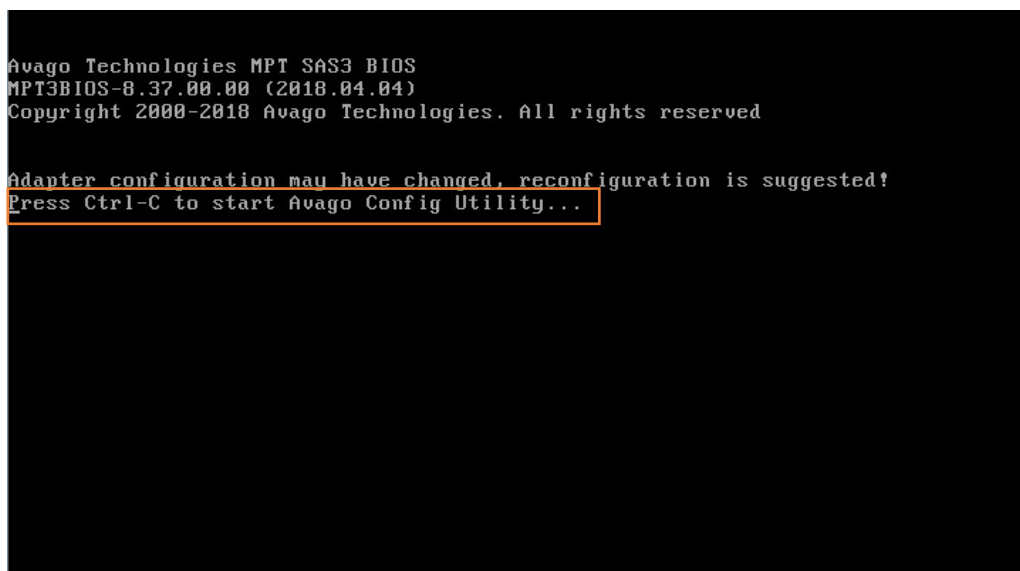 Avago Technologies MPT SAS3 BIOS
MPT3BIOS-8.37.00.00 (2018.04.04)
Copyright 2000-2018 Avago Technologies. All rights reserved
Adapter configuration may have changed, reconfiguration is suggested!
Press Ctrl-C to start Avago Config Utility...